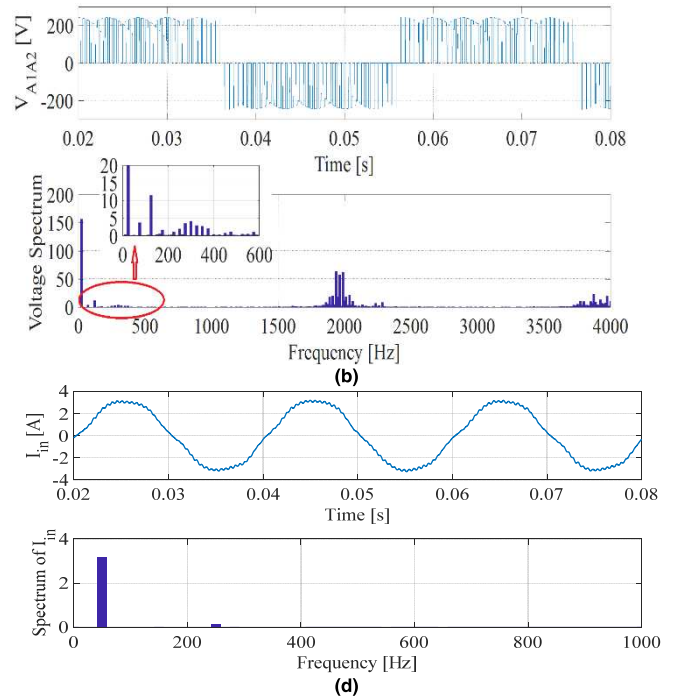 V_A1A2 [V]
200
0
-200
0.02 0.03 0.04 0.05 0.06 0.07 0.08
Time [s]
Voltage Spectrum
200
150
100
50
0
20
15
10
5
0
0 200 400 600
0 500 1000 1500 2000 2500 3000 3500 4000
Frequency [Hz]
(b)
I_in [A]
4
2
0
-2
-4
0.02 0.03 0.04 0.05 0.06 0.07 0.08
Time [s]
Spectrum of I_in
4
2
0
0 200 400 600 800 1000
Frequency [Hz]
(d)